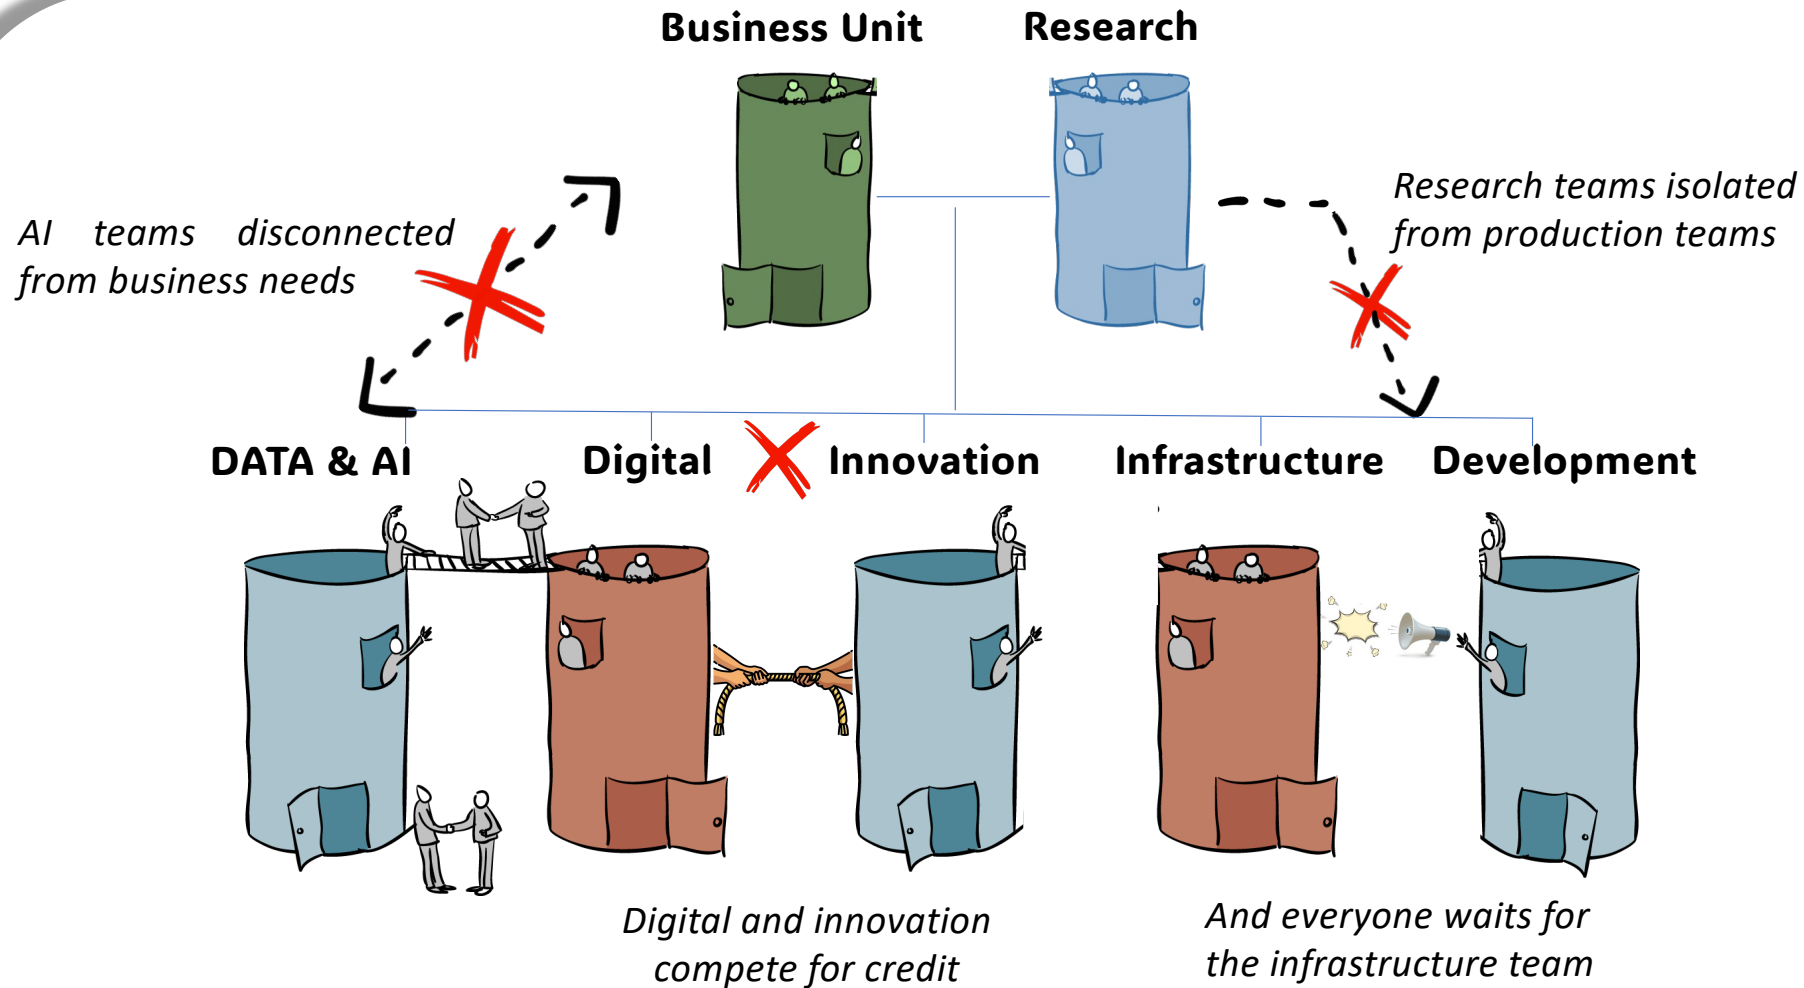 Business Unit
Research
AI teams disconnected
from business needs
Research teams isolated
from production teams
DATA & AI
Digital
Innovation
Infrastructure
Development
Digital and innovation
compete for credit
And everyone waits for
the infrastructure team